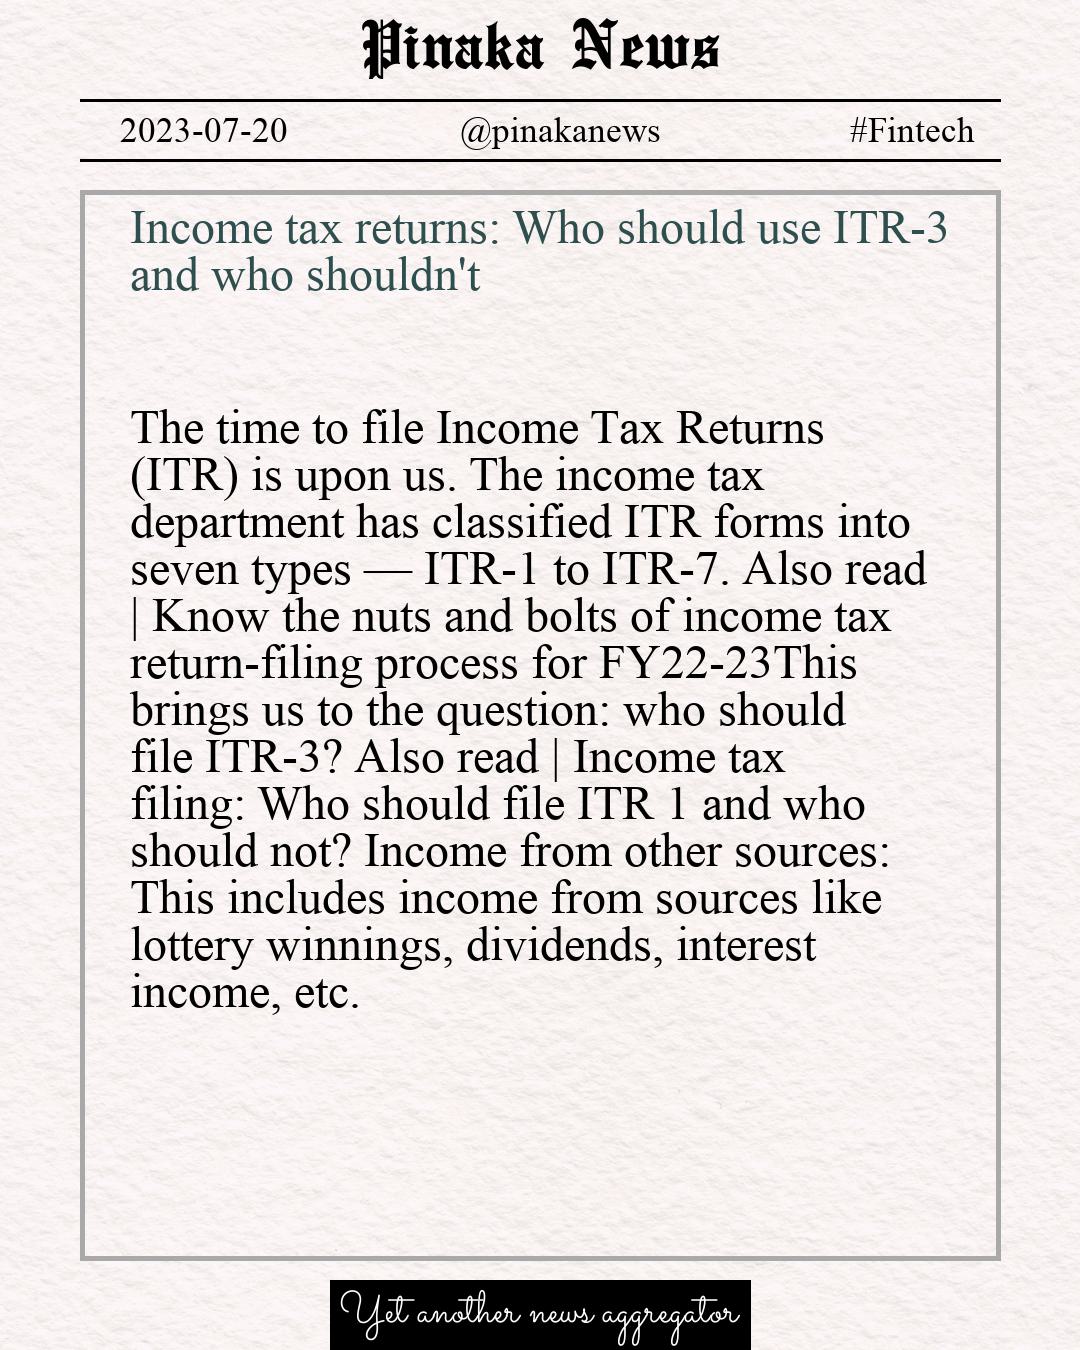 Pinaka News
2023-07-20 @pinakanews #Fintech
Income tax returns: Who should use ITR-3
and who shouldn't
The time to file Income Tax Returns
(ITR) is upon us. The income tax
department has classified ITR forms into
seven types — ITR-1 to ITR-7. Also read
| Know the nuts and bolts of income tax
return-filing process for FY22-23This
brings us to the question: who should
file ITR-3? Also read | Income tax
filing: Who should file ITR 1 and who
should not? Income from other sources:
This includes income from sources like
lottery winnings, dividends, interest
income, etc.
Yet another news aggregator